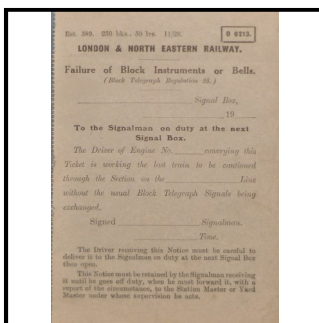 Est. 389. 250 bks., 50 lvs. 11/28.
O 6213.
LONDON & NORTH EASTERN RAILWAY.
Failure of Block Instruments or Bells.
(Block Telegraph Regulation 25.)
Signal Box,
19
To the Signalman on duty at the next
Signal Box.
The Driver of Engine No. conveying this
Ticket is working the last train to be continued
through the Section on the Line
without the usual Block Telegraph Signals being
exchanged.
Signed Signalman.
Time.
The Driver receiving this Notice must be careful to
deliver it to the Signalman on duty at the next Signal Box
then open.
This Notice must be retained by the Signalman receiving
it until he goes off duty, when he must forward it, with a
report of the circumstance, to the Station Master or Yard
Master under whose supervision he acts.